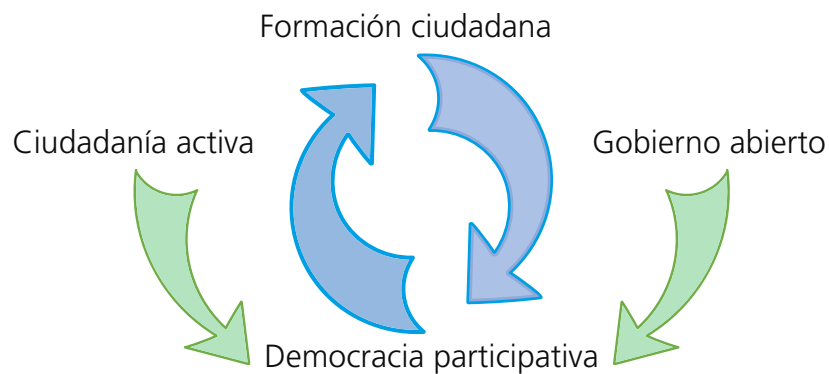 Formación ciudadana
Ciudadanía activa
Gobierno abierto
Democracia participativa